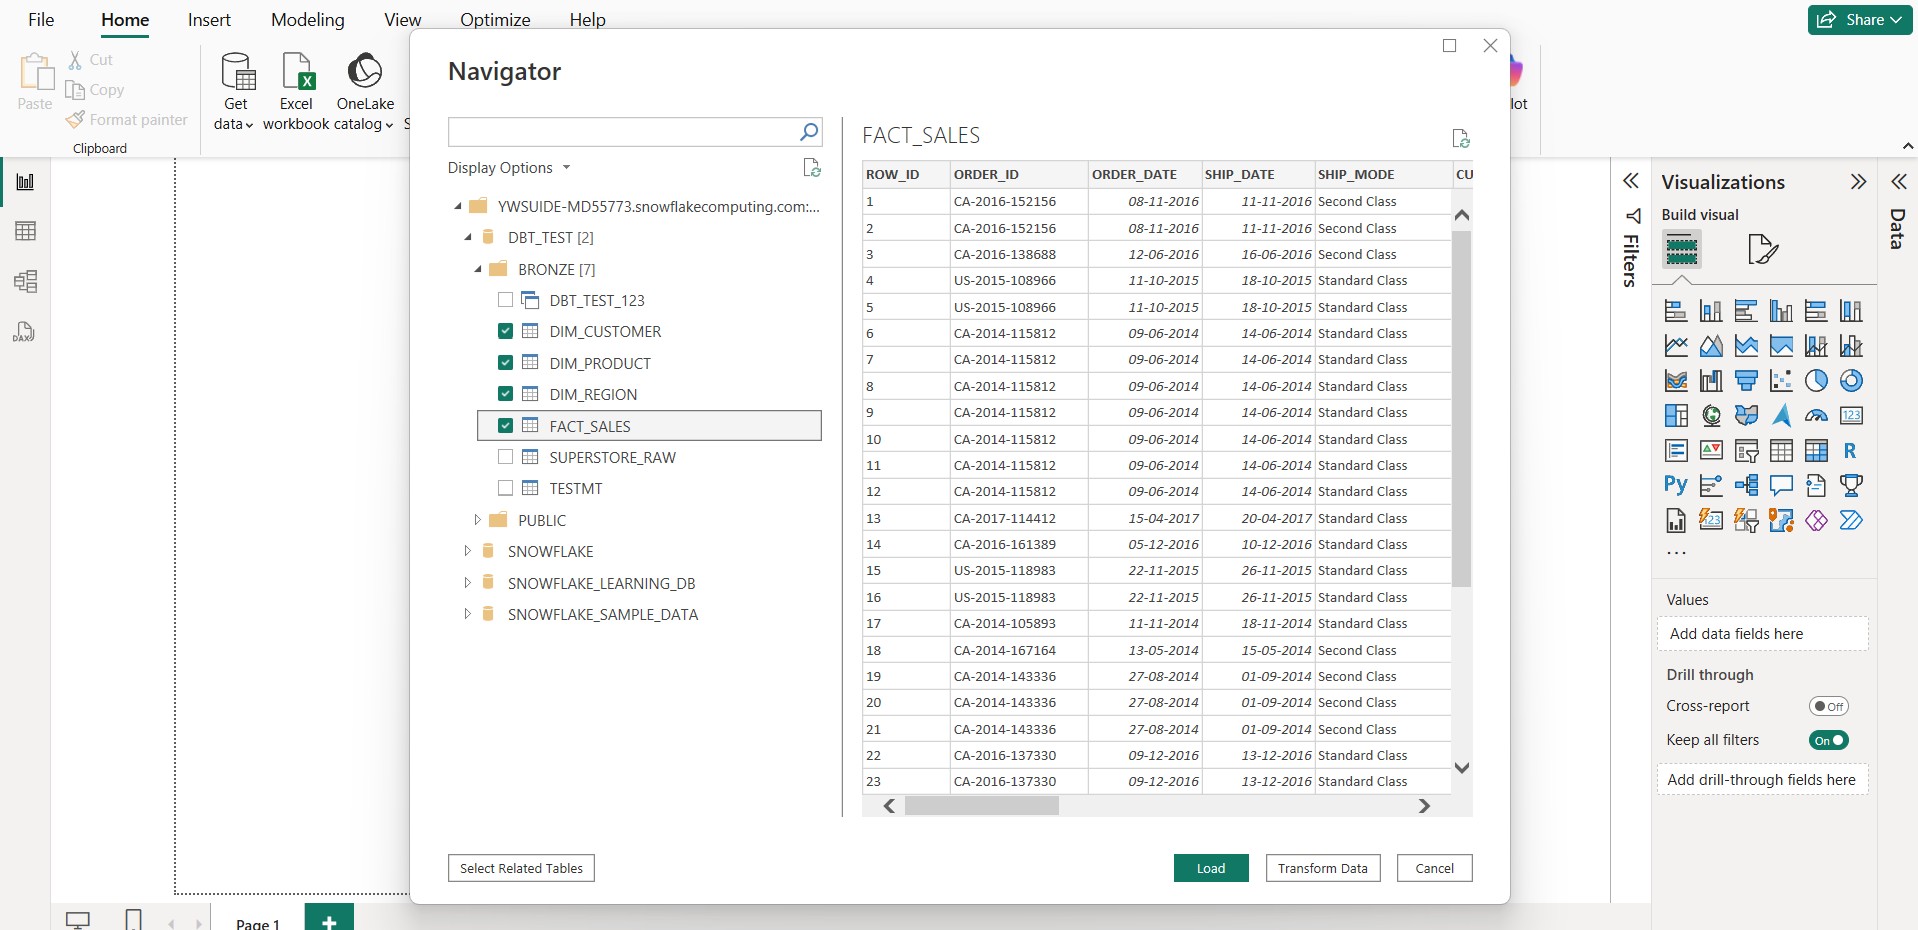 File Home Insert Modeling View Optimize Help Share
Paste
Cut
Copy
Format painter
Clipboard
Get data
Excel workbook
OneLake catalog
S
lot
Navigator
Display Options
YWSUIDE-MD55773.snowflakecomputing.com:...
DBT_TEST [2]
BRONZE [7]
DBT_TEST_123
DIM_CUSTOMER
DIM_PRODUCT
DIM_REGION
FACT_SALES
SUPERSTORE_RAW
TESTMT
PUBLIC
SNOWFLAKE
SNOWFLAKE_LEARNING_DB
SNOWFLAKE_SAMPLE_DATA
FACT_SALES
ROW_ID ORDER_ID ORDER_DATE SHIP_DATE SHIP_MODE CU
1 CA-2016-152156 08-11-2016 11-11-2016 Second Class
2 CA-2016-152156 08-11-2016 11-11-2016 Second Class
3 CA-2016-138688 12-06-2016 16-06-2016 Second Class
4 US-2015-108966 11-10-2015 18-10-2015 Standard Class
5 US-2015-108966 11-10-2015 18-10-2015 Standard Class
6 CA-2014-115812 09-06-2014 14-06-2014 Standard Class
7 CA-2014-115812 09-06-2014 14-06-2014 Standard Class
8 CA-2014-115812 09-06-2014 14-06-2014 Standard Class
9 CA-2014-115812 09-06-2014 14-06-2014 Standard Class
10 CA-2014-115812 09-06-2014 14-06-2014 Standard Class
11 CA-2014-115812 09-06-2014 14-06-2014 Standard Class
12 CA-2014-115812 09-06-2014 14-06-2014 Standard Class
13 CA-2017-114412 15-04-2017 20-04-2017 Standard Class
14 CA-2016-161389 05-12-2016 10-12-2016 Standard Class
15 US-2015-118983 22-11-2015 26-11-2015 Standard Class
16 US-2015-118983 22-11-2015 26-11-2015 Standard Class
17 CA-2014-105893 11-11-2014 18-11-2014 Standard Class
18 CA-2014-167164 13-05-2014 15-05-2014 Second Class
19 CA-2014-143336 27-08-2014 01-09-2014 Second Class
20 CA-2014-143336 27-08-2014 01-09-2014 Second Class
21 CA-2014-143336 27-08-2014 01-09-2014 Second Class
22 CA-2016-137330 09-12-2016 13-12-2016 Standard Class
23 CA-2016-137330 09-12-2016 13-12-2016 Standard Class
Select Related Tables
Load
Transform Data
Cancel
Filters
Visualizations
Build visual
123
R
Py
123
...
Values
Add data fields here
Drill through
Cross-report Off
Keep all filters On
Add drill-through fields here
Data
DAX
Page 1
+